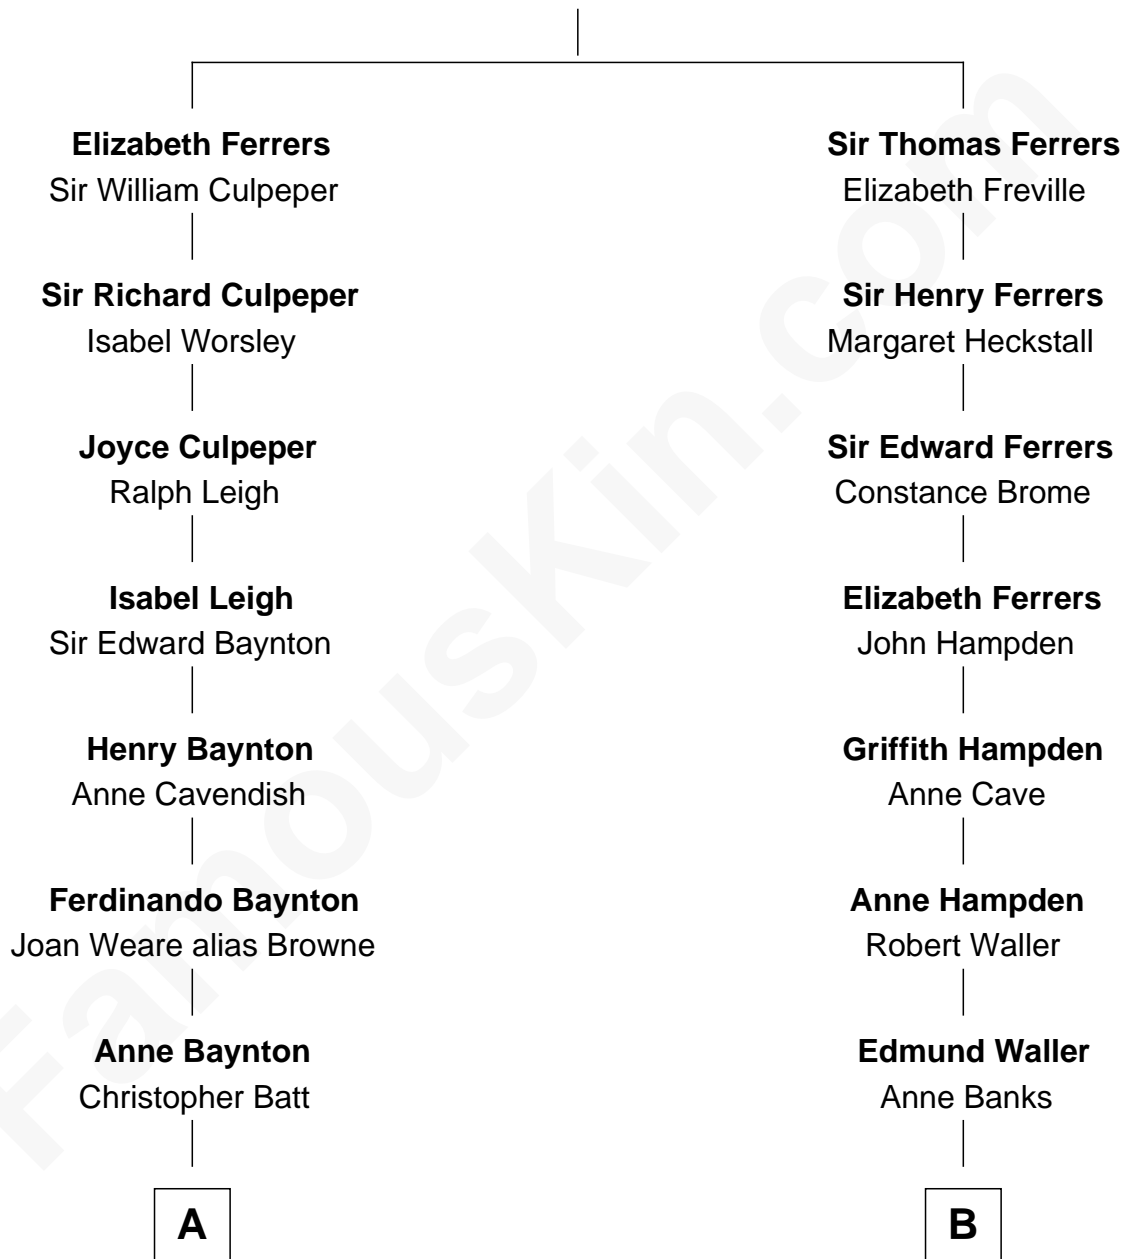 Elizabeth Ferrers
Sir William Culpeper
Sir Richard Culpeper
Isabel Worsley
Joyce Culpeper
Ralph Leigh
Isabel Leigh
Sir Edward Baynton
Henry Baynton
Anne Cavendish
Ferdinando Baynton
Joan Weare alias Browne
Anne Baynton
Christopher Batt
A
Sir Thomas Ferrers
Elizabeth Freville
Sir Henry Ferrers
Margaret Heckstall
Sir Edward Ferrers
Constance Brome
Elizabeth Ferrers
John Hampden
Griffith Hampden
Anne Cave
Anne Hampden
Robert Waller
Edmund Waller
Anne Banks
B
FamousKin.com